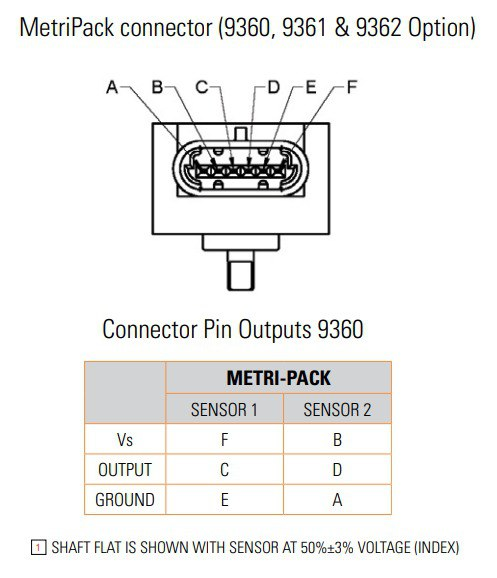 MetriPack connector (9360, 9361 & 9362 Option)
A B C D E F
Connector Pin Outputs 9360
METRI-PACK
SENSOR 1 SENSOR 2
Vs F B
OUTPUT C D
GROUND E A
1 SHAFT FLAT IS SHOWN WITH SENSOR AT 50%±3% VOLTAGE (INDEX)